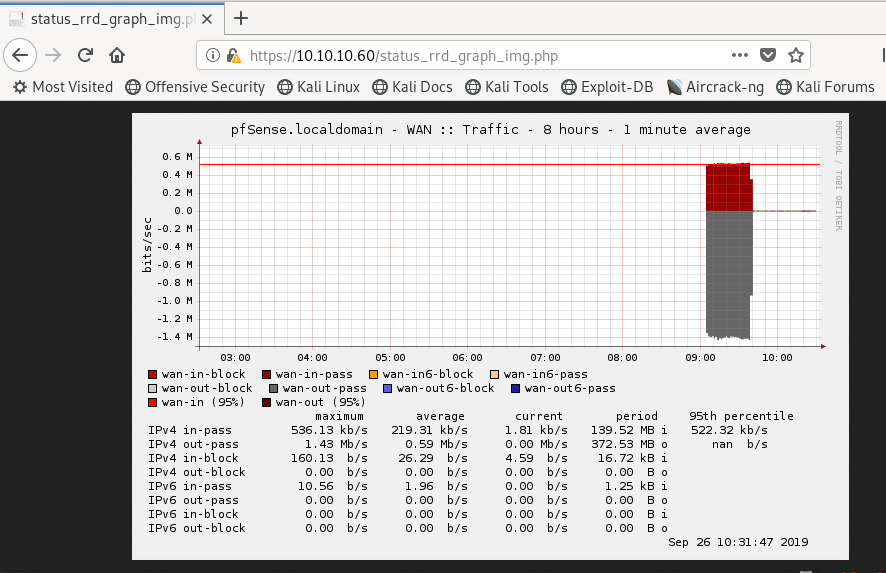 status_rrd_graph_img.p
https://10.10.10.60/status_rrd_graph_img.php
Most Visited Offensive Security Kali Linux Kali Docs Kali Tools Exploit-DB Aircrack-ng Kali Forums
pfSense.localdomain - WAN :: Traffic - 8 hours - 1 minute average
RRDTOOL / TOBI OETIKER
bits/sec
0.6 M
0.4 M
0.2 M
0.0
-0.2 M
-0.4 M
-0.6 M
-0.8 M
-1.0 M
-1.2 M
-1.4 M
03:00 04:00 05:00 06:00 07:00 08:00 09:00 10:00
wan-in-block wan-in-pass wan-in6-block wan-in6-pass
wan-out-block wan-out-pass wan-out6-block wan-out6-pass
wan-in (95%) wan-out (95%)
maximum average current period 95th percentile
IPv4 in-pass 536.13 kb/s 219.31 kb/s 1.81 kb/s 139.52 MB i 522.32 kb/s
IPv4 out-pass 1.43 Mb/s 0.59 Mb/s 0.00 Mb/s 372.53 MB o nan b/s
IPv4 in-block 160.13 b/s 26.29 b/s 4.59 b/s 16.72 kB i
IPv4 out-block 0.00 b/s 0.00 b/s 0.00 b/s 0.00 B o
IPv6 in-pass 10.56 b/s 1.96 b/s 0.00 b/s 1.25 kB i
IPv6 out-pass 0.00 b/s 0.00 b/s 0.00 b/s 0.00 B o
IPv6 in-block 0.00 b/s 0.00 b/s 0.00 b/s 0.00 B i
IPv6 out-block 0.00 b/s 0.00 b/s 0.00 b/s 0.00 B o
Sep 26 10:31:47 2019